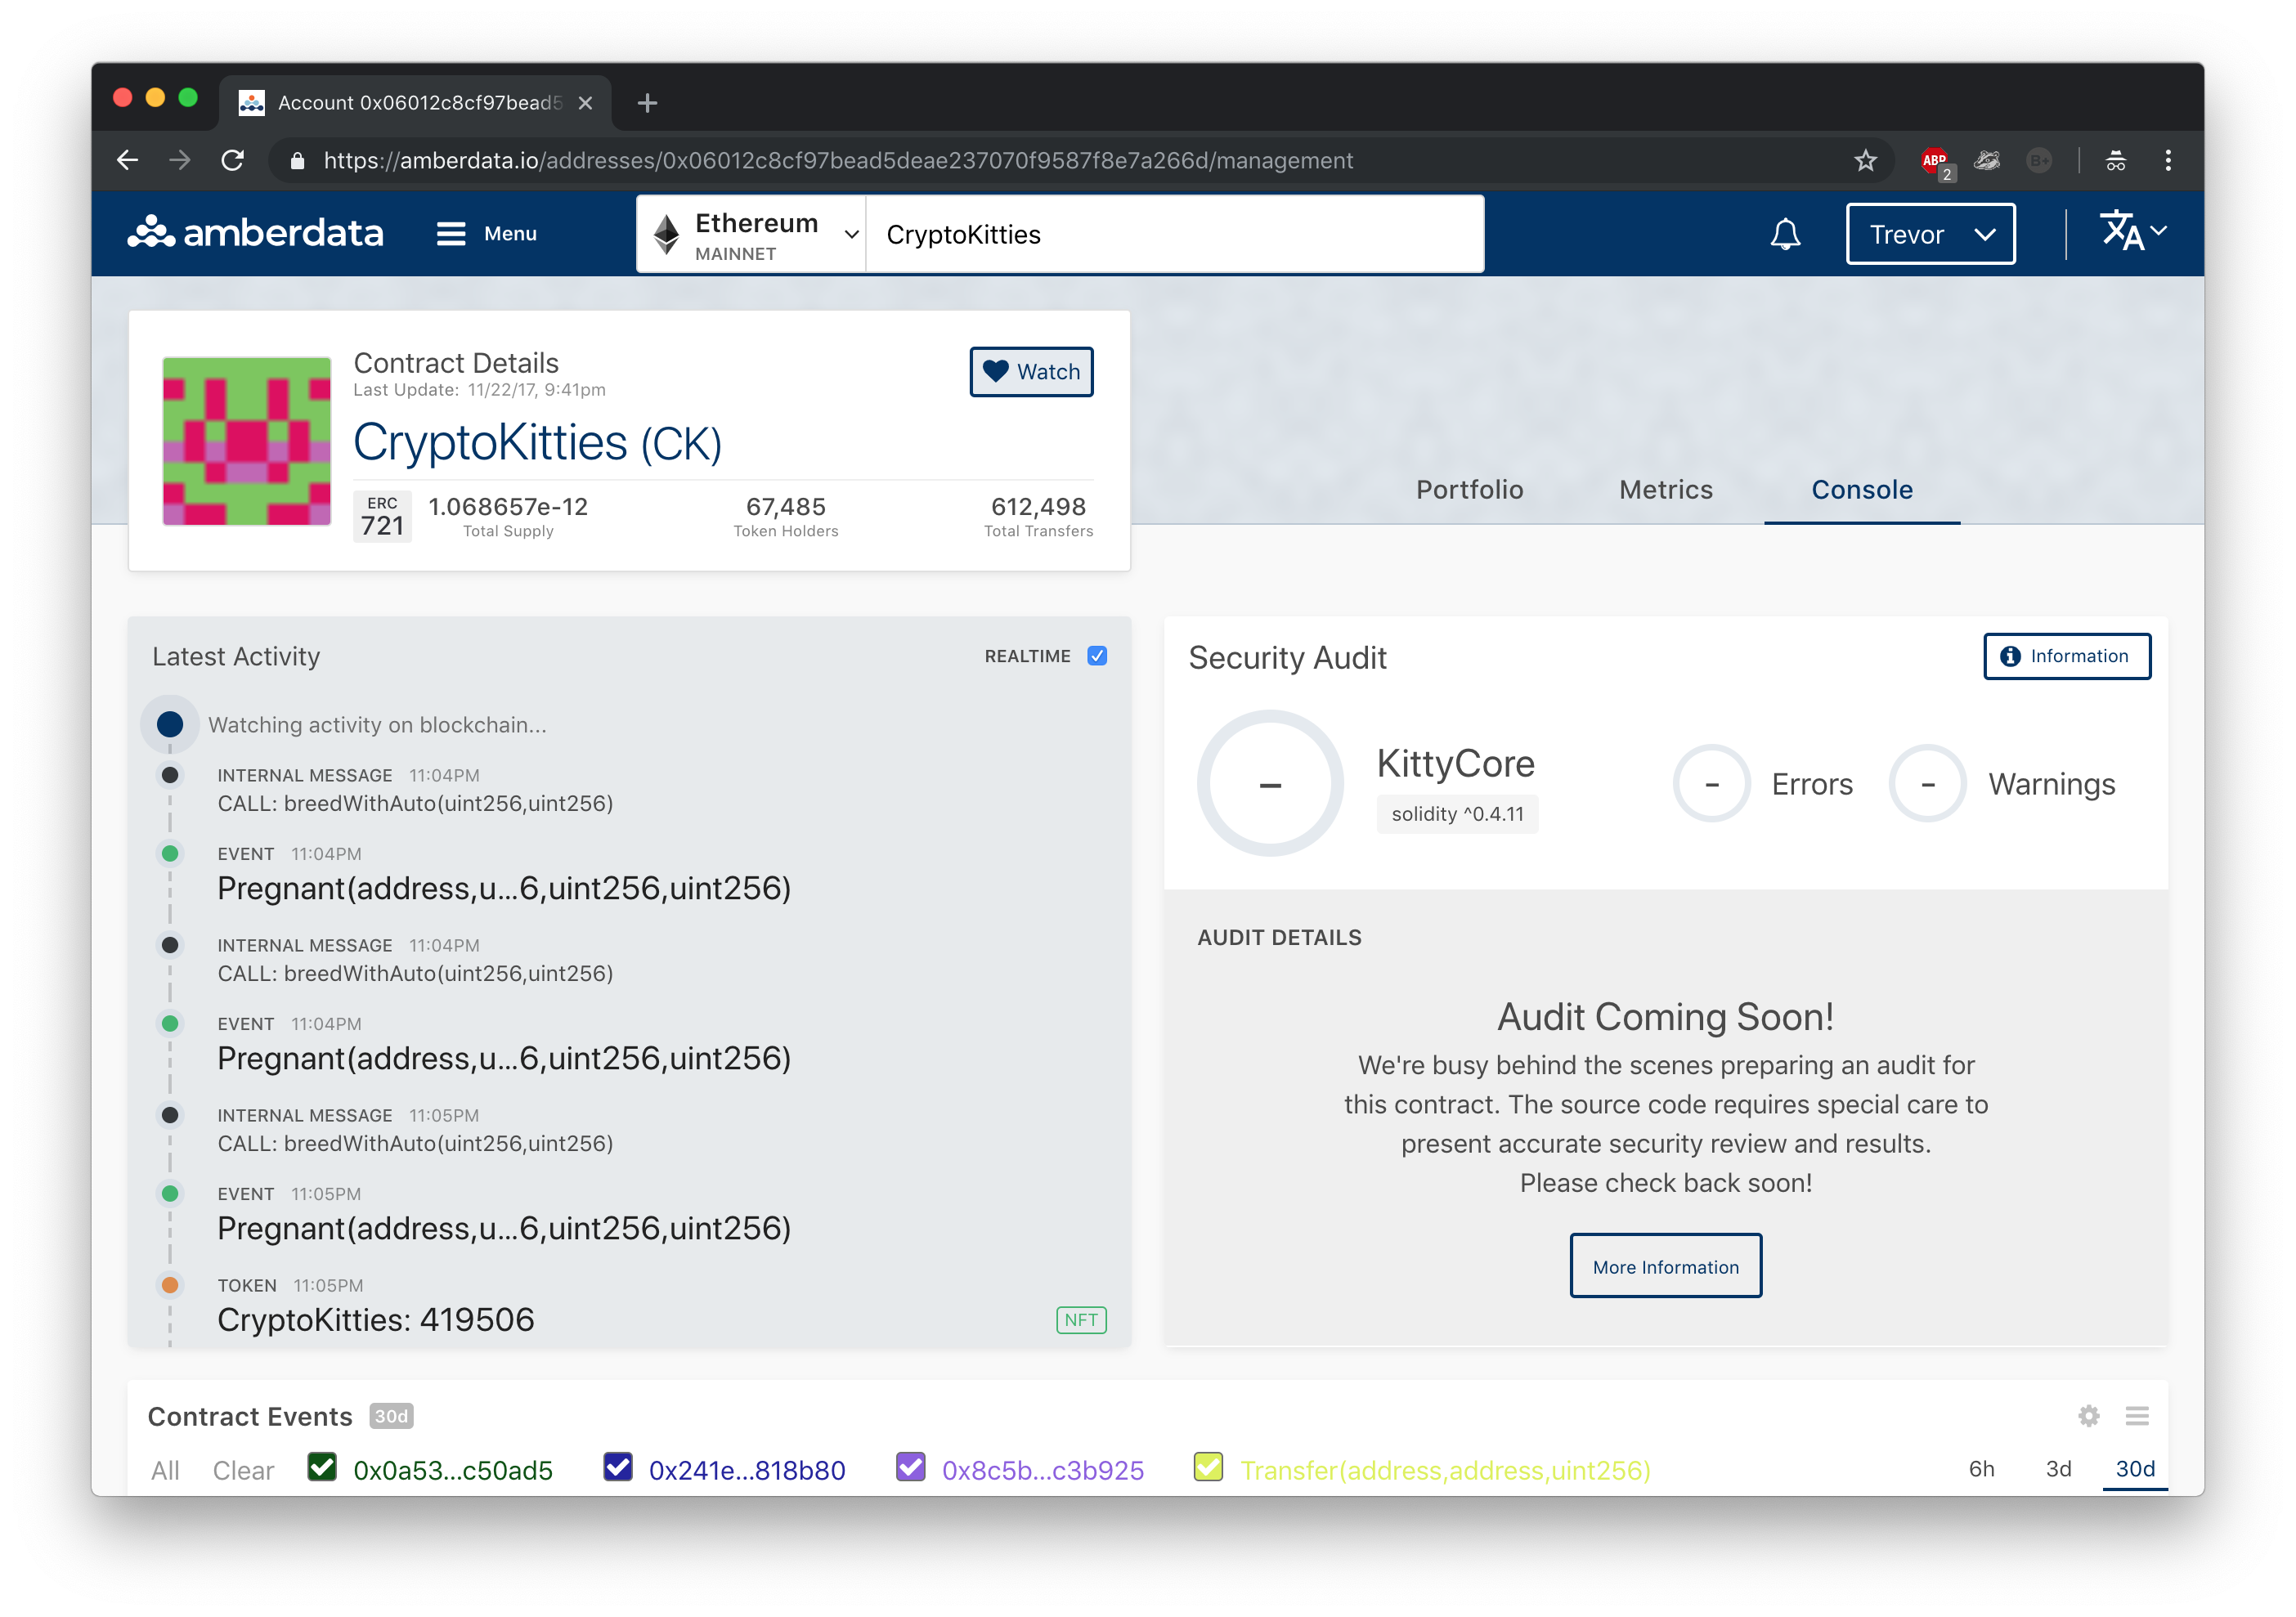 Account 0x06012c8cf97bead5
https://amberdata.io/addresses/0x06012c8cf97bead5deae237070f9587f8e7a266d/management
ABP
2
B+
amberdata
Menu
Ethereum
MAINNET
CryptoKitties
Trevor
Contract Details
Last Update: 11/22/17, 9:41pm
Watch
CryptoKitties (CK)
ERC
721
1.068657e-12
Total Supply
67,485
Token Holders
612,498
Total Transfers
Portfolio
Metrics
Console
Latest Activity
REALTIME
Watching activity on blockchain...
INTERNAL MESSAGE 11:04PM
CALL: breedWithAuto(uint256,uint256)
EVENT 11:04PM
Pregnant(address,u...6,uint256,uint256)
INTERNAL MESSAGE 11:04PM
CALL: breedWithAuto(uint256,uint256)
EVENT 11:04PM
Pregnant(address,u...6,uint256,uint256)
INTERNAL MESSAGE 11:05PM
CALL: breedWithAuto(uint256,uint256)
EVENT 11:05PM
Pregnant(address,u...6,uint256,uint256)
TOKEN 11:05PM
CryptoKitties: 419506
NFT
Security Audit
Information
–
KittyCore
solidity ^0.4.11
- Errors
- Warnings
AUDIT DETAILS
Audit Coming Soon!
We're busy behind the scenes preparing an audit for
this contract. The source code requires special care to
present accurate security review and results.
Please check back soon!
More Information
Contract Events 30d
All Clear 0x0a53...c50ad5 0x241e...818b80 0x8c5b...c3b925 Transfer(address,address,uint256) 6h 3d 30d